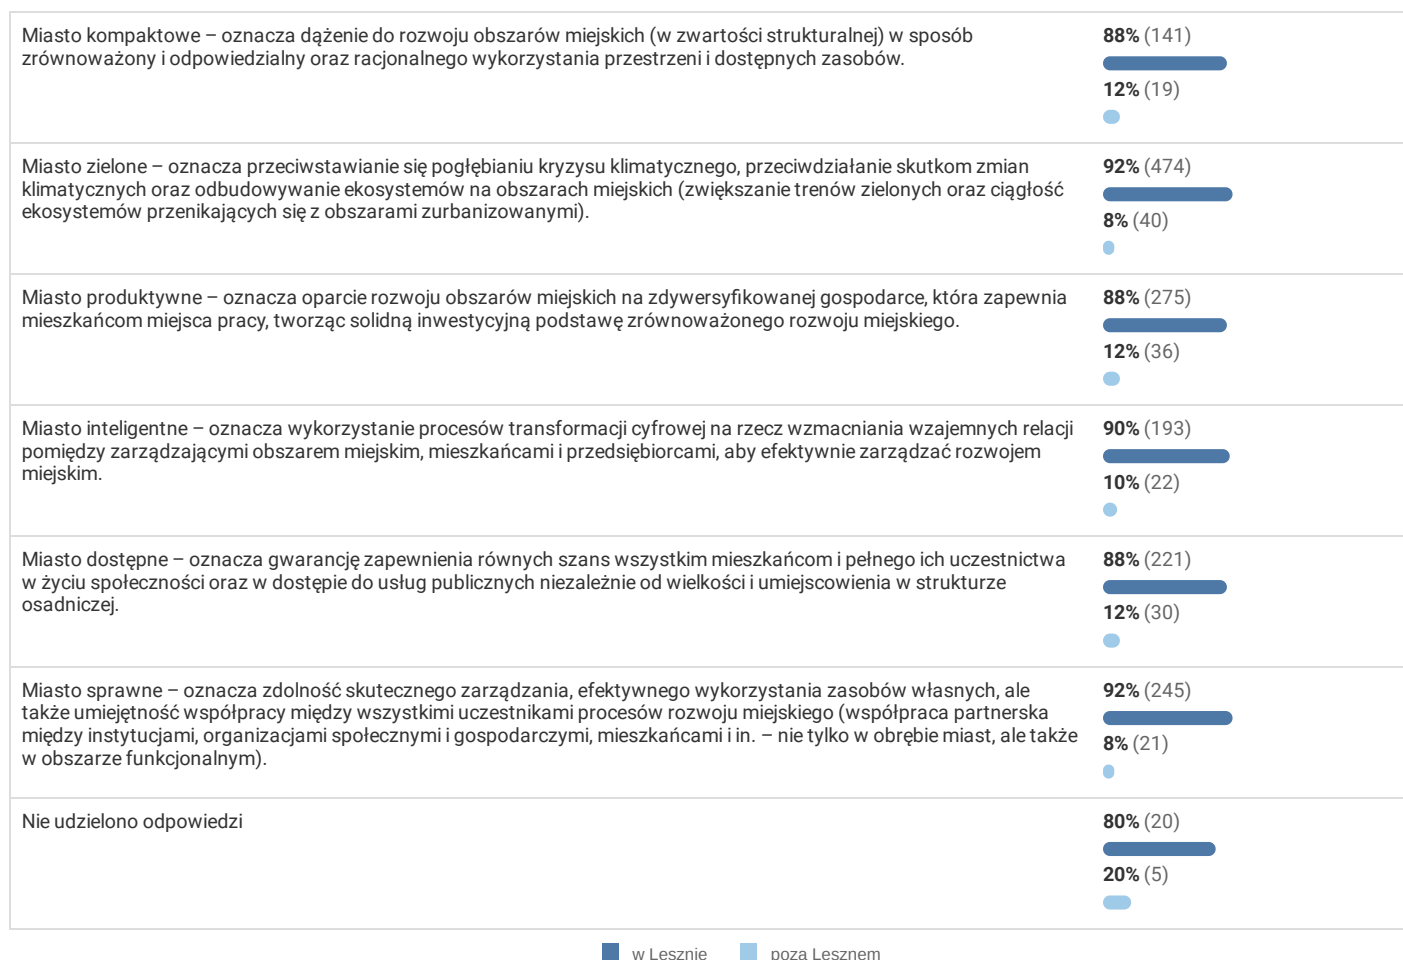 Miasto kompaktowe – oznacza dążenie do rozwoju obszarów miejskich (w zwartości strukturalnej) w sposób
zrównoważony i odpowiedzialny oraz racjonalnego wykorzystania przestrzeni i dostępnych zasobów.
88% (141)
12% (19)
Miasto zielone – oznacza przeciwstawianie się pogłębianiu kryzysu klimatycznego, przeciwdziałanie skutkom zmian
klimatycznych oraz odbudowywanie ekosystemów na obszarach miejskich (zwiększanie trenów zielonych oraz ciągłość
ekosystemów przenikających się z obszarami zurbanizowanymi).
92% (474)
8% (40)
Miasto produktywne – oznacza oparcie rozwoju obszarów miejskich na zdywersyfikowanej gospodarce, która zapewnia
mieszkańcom miejsca pracy, tworząc solidną inwestycyjną podstawę zrównoważonego rozwoju miejskiego.
88% (275)
12% (36)
Miasto inteligentne – oznacza wykorzystanie procesów transformacji cyfrowej na rzecz wzmacniania wzajemnych relacji
pomiędzy zarządzającymi obszarem miejskim, mieszkańcami i przedsiębiorcami, aby efektywnie zarządzać rozwojem
miejskim.
90% (193)
10% (22)
Miasto dostępne – oznacza gwarancję zapewnienia równych szans wszystkim mieszkańcom i pełnego ich uczestnictwa
w życiu społeczności oraz w dostępie do usług publicznych niezależnie od wielkości i umiejscowienia w strukturze
osadniczej.
88% (221)
12% (30)
Miasto sprawne – oznacza zdolność skutecznego zarządzania, efektywnego wykorzystania zasobów własnych, ale
także umiejętność współpracy między wszystkimi uczestnikami procesów rozwoju miejskiego (współpraca partnerska
między instytucjami, organizacjami społecznymi i gospodarczymi, mieszkańcami i in. – nie tylko w obrębie miast, ale także
w obszarze funkcjonalnym).
92% (245)
8% (21)
Nie udzielono odpowiedzi
80% (20)
20% (5)
w Lesznie
poza Lesznem